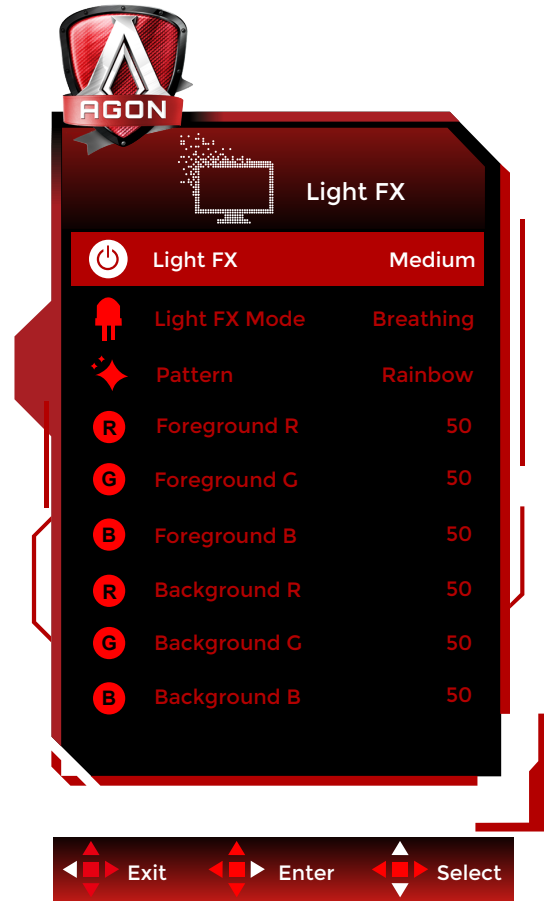 AGON
Light FX
Light FX Medium
Light FX Mode Breathing
Pattern Rainbow
R Foreground R 50
G Foreground G 50
B Foreground B 50
R Background R 50
G Background G 50
B Background B 50
Exit Enter Select